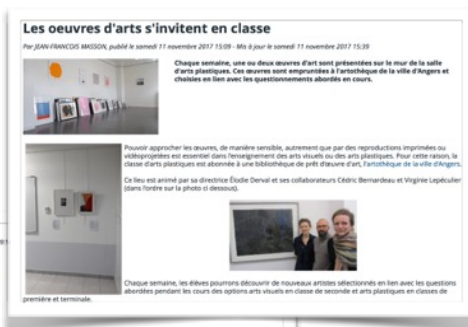 Les oeuvres d'arts s'invitent en classe
Par JEAN-FRANCOIS MASSON, publié le samedi 11 novembre 2017 15:09 - Mis à jour le samedi 11 novembre 2017 15:39
Chaque semaine, une ou deux œuvres d'art sont présentées sur le mur de la salle
d'arts plastiques. Ces œuvres sont empruntées à l'artothèque de la ville d'Angers et
choisies en lien avec les questionnements abordés en cours.
Pouvoir approcher les œuvres, de manière sensible, autrement que par des reproductions imprimées ou
vidéoprojetées est essentiel dans l'enseignement des arts visuels ou des arts plastiques. Pour cette raison, la
classe d'arts plastiques est abonnée à une bibliothèque de prêt d'œuvre d'art, l'artothèque de la ville d'Angers.
Ce lieu est animé par sa directrice Élodie Derval et ses collaborateurs Cédric Bernardeau et Virginie Lepéculier
(dans l'ordre sur la photo ci dessous).
Chaque semaine, les élèves pourrons découvrir de nouveaux artistes sélectionnés en lien avec les questions
abordées pendant les cours des options arts visuels en classe de seconde et arts plastiques en classes de
première et terminale.